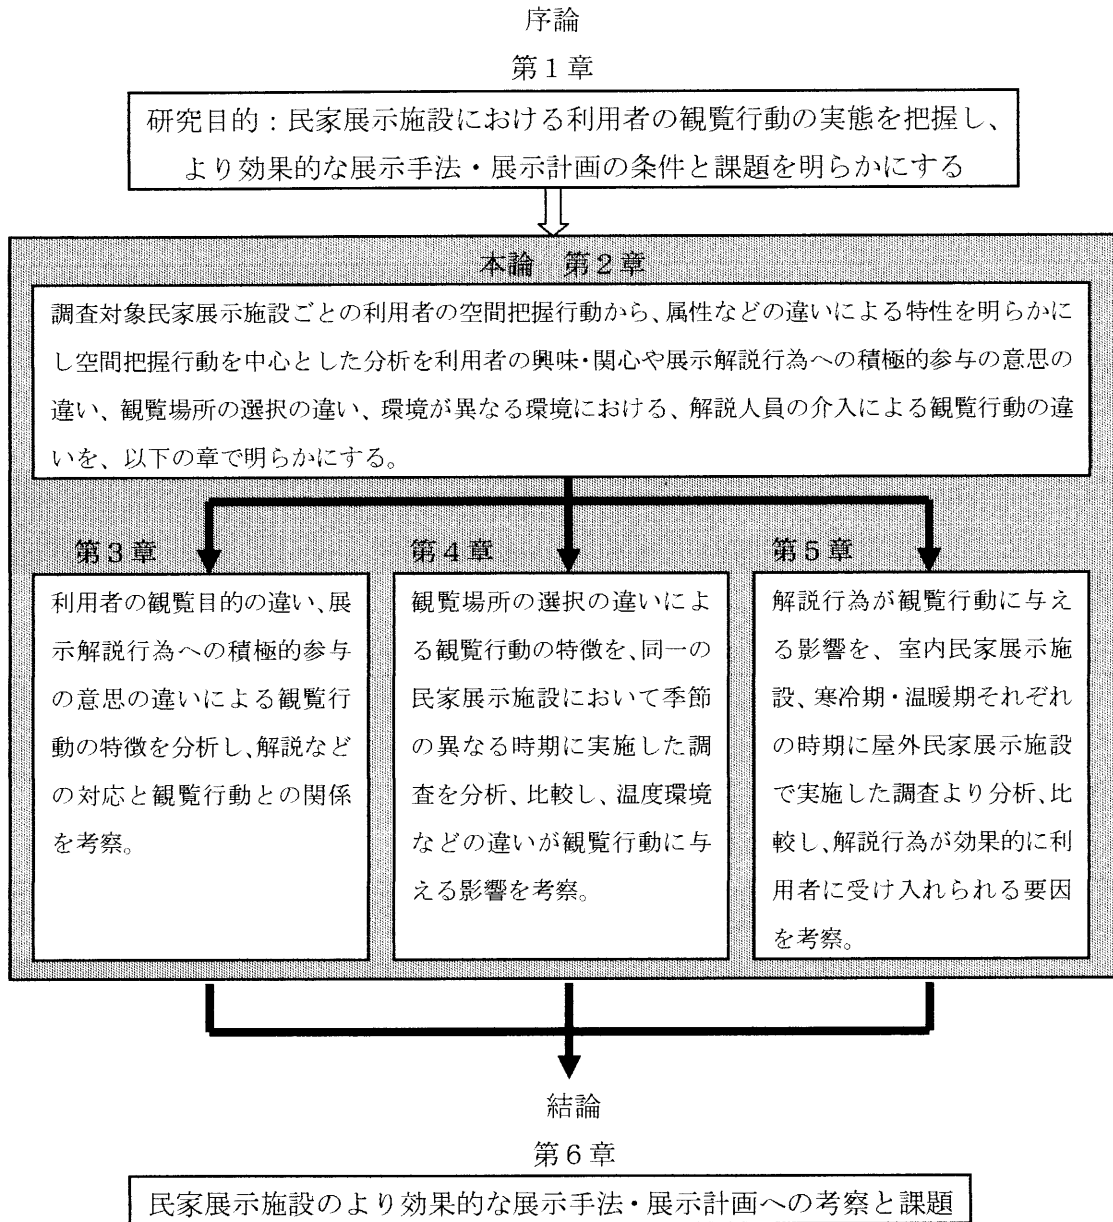 序論
第1章
研究目的：民家展示施設における利用者の観覧行動の実態を把握し、
より効果的な展示手法・展示計画の条件と課題を明らかにする
本論　第2章
調査対象民家展示施設ごとの利用者の空間把握行動から、属性などの違いによる特性を明らかに
し空間把握行動を中心とした分析を利用者の興味・関心や展示解説行為への積極的参与の意思の
違い、観覧場所の選択の違い、環境が異なる環境における、解説人員の介入による観覧行動の違
いを、以下の章で明らかにする。
第3章
利用者の観覧目的の違い、展
示解説行為への積極的参与
の意思の違いによる観覧行
動の特徴を分析し、解説など
の対応と観覧行動との関係
を考察。
第4章
観覧場所の選択の違いによ
る観覧行動の特徴を、同一の
民家展示施設において季節
の異なる時期に実施した調
査を分析、比較し、温度環境
などの違いが観覧行動に与
える影響を考察。
第5章
解説行為が観覧行動に与え
る影響を、室内民家展示施
設、寒冷期・温暖期それぞれ
の時期に屋外民家展示施設
で実施した調査より分析、比
較し、解説行為が効果的に利
用者に受け入れられる要因
を考察。
結論
第6章
民家展示施設のより効果的な展示手法・展示計画への考察と課題